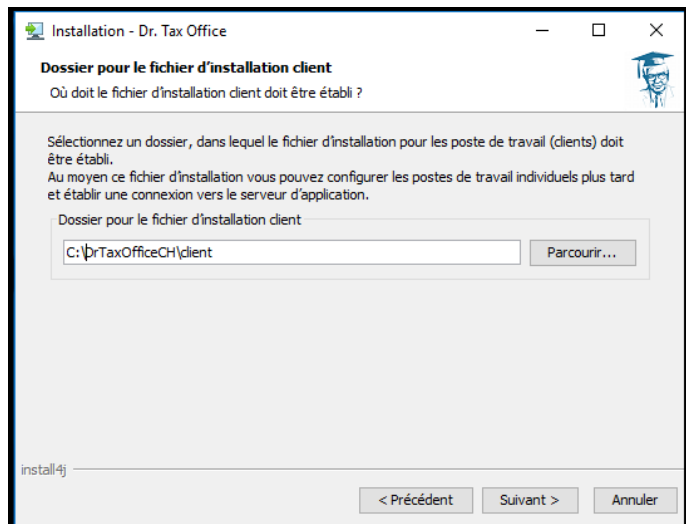 Installation - Dr. Tax Office
Dossier pour le fichier d'installation client
Où doit le fichier d'installation client doit être établi ?
Sélectionnez un dossier, dans lequel le fichier d'installation pour les poste de travail (clients) doit
être établi.
Au moyen ce fichier d'installation vous pouvez configurer les postes de travail individuels plus tard
et établir une connexion vers le serveur d'application.
Dossier pour le fichier d'installation client
C:\DrTaxOfficeCH\client
Parcourir...
install4j
< Précédent
Suivant >
Annuler